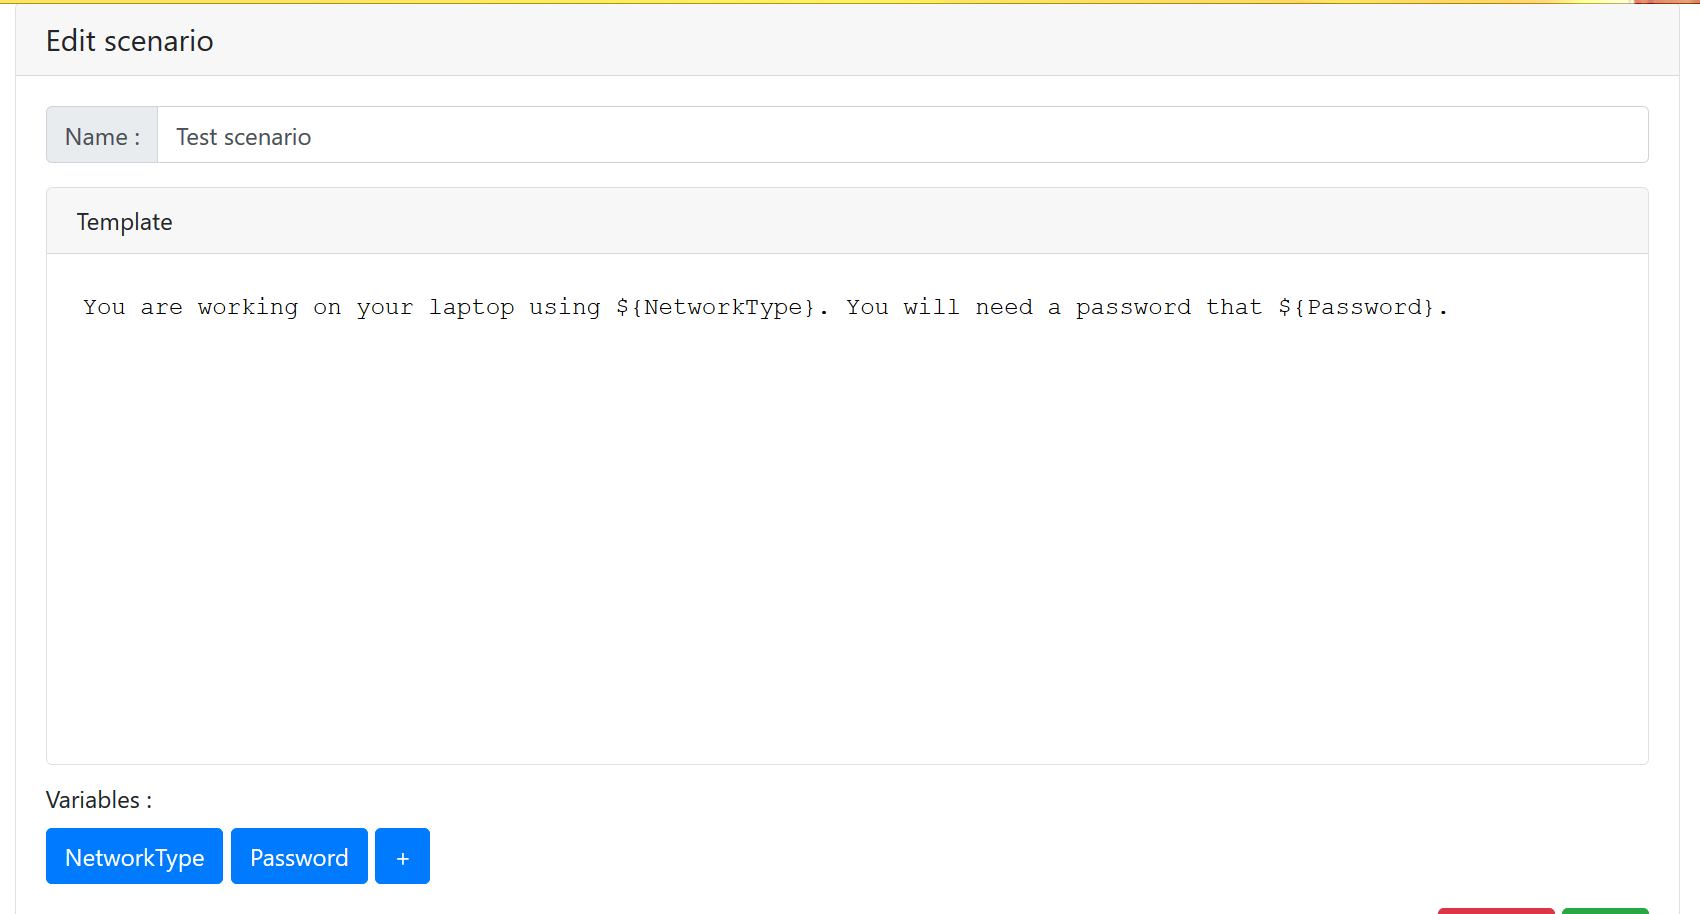 Edit scenario
Name :
Test scenario
Template
You are working on your laptop using ${NetworkType}. You will need a password that ${Password}.
Variables :
NetworkType
Password
+